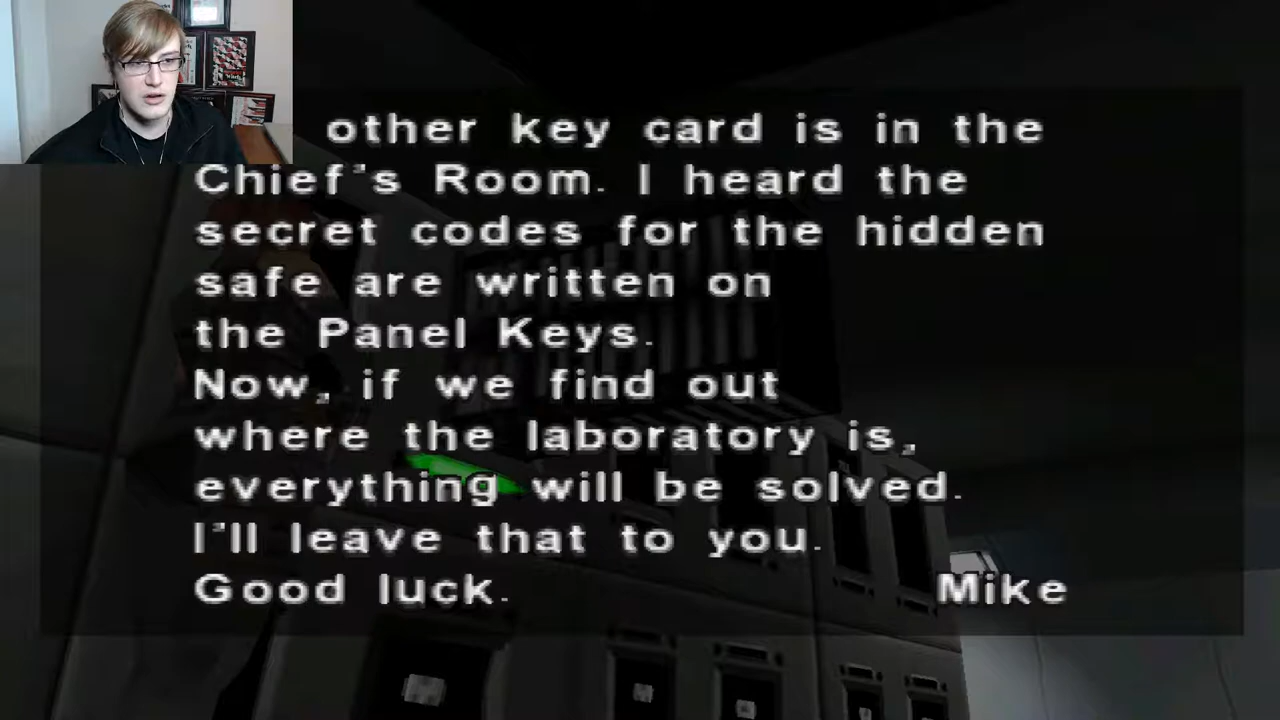 other key card is in the
Chief's Room. I heard the
secret codes for the hidden
safe are written on
the Panel Keys.
Now, if we find out
where the laboratory is,
everything will be solved.
I'll leave that to you.
Good luck. Mike